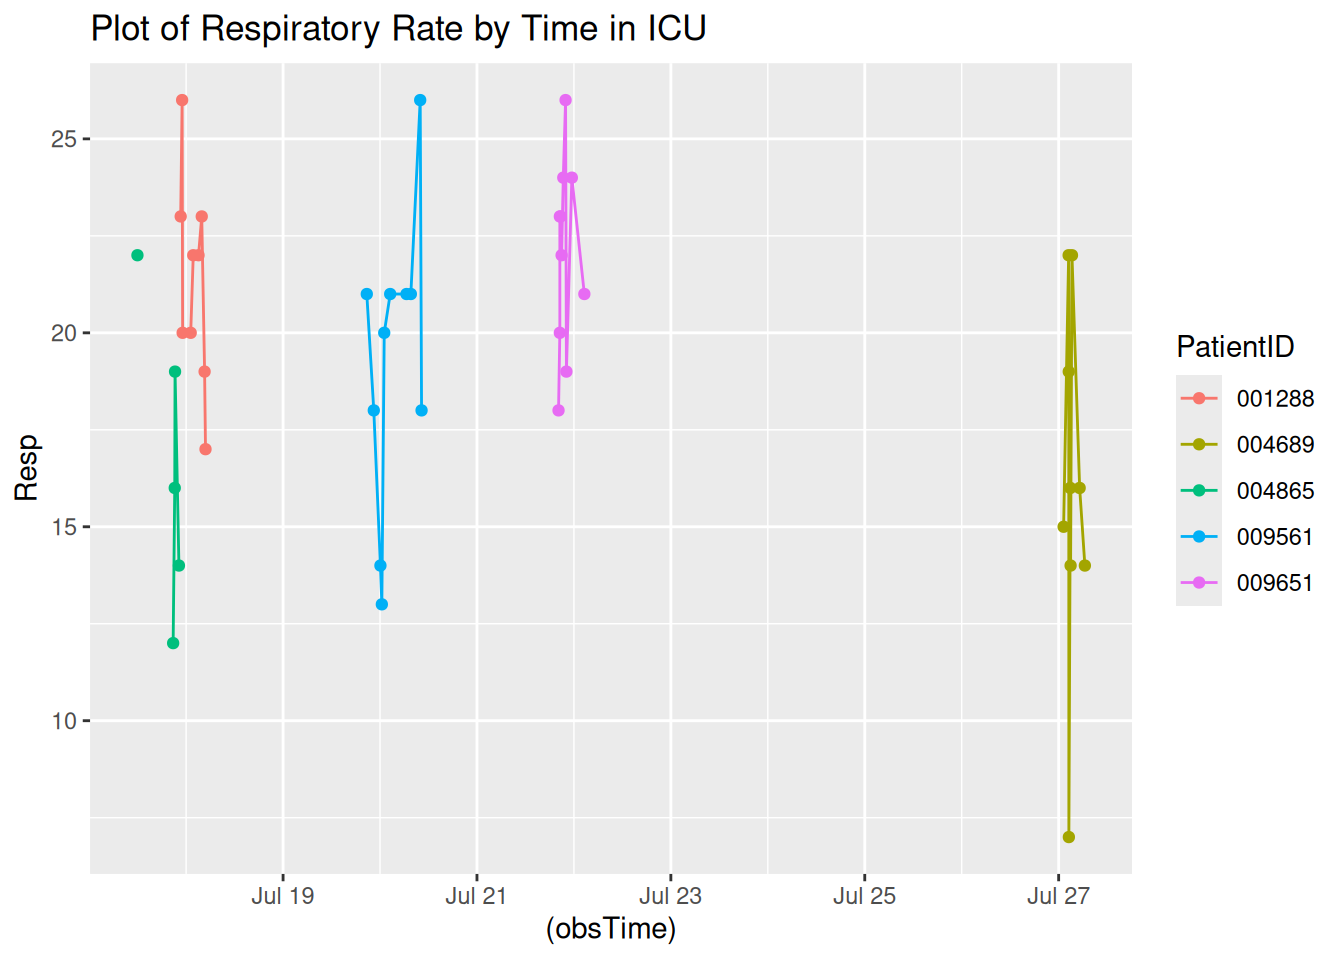 Plot of Respiratory Rate by Time in ICU
25
20
15
10
Resp
Jul 19
Jul 21
Jul 23
Jul 25
Jul 27
(obsTime)
PatientID
001288
004689
004865
009561
009651